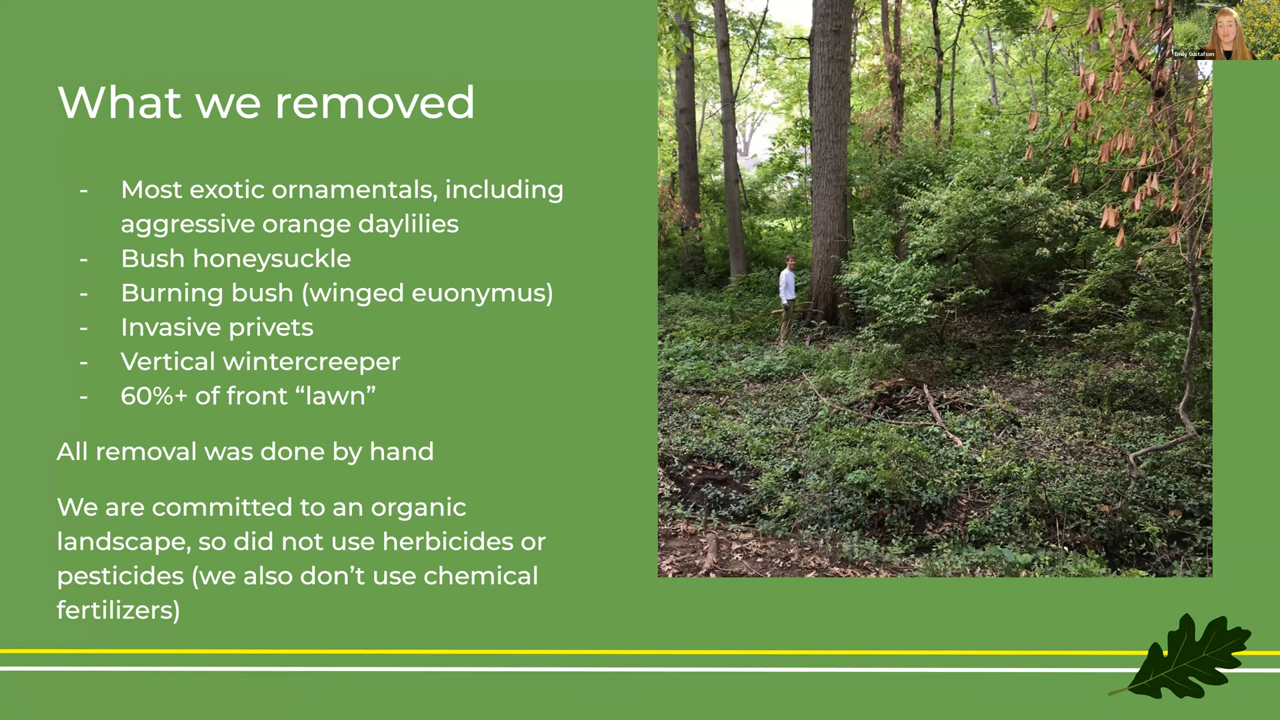 What we removed
- Most exotic ornamentals, including
aggressive orange daylilies
- Bush honeysuckle
- Burning bush (winged euonymus)
- Invasive privets
- Vertical wintercreeper
- 60%+ of front “lawn”
All removal was done by hand
We are committed to an organic
landscape, so did not use herbicides or
pesticides (we also don’t use chemical
fertilizers)
Emily Gustafson